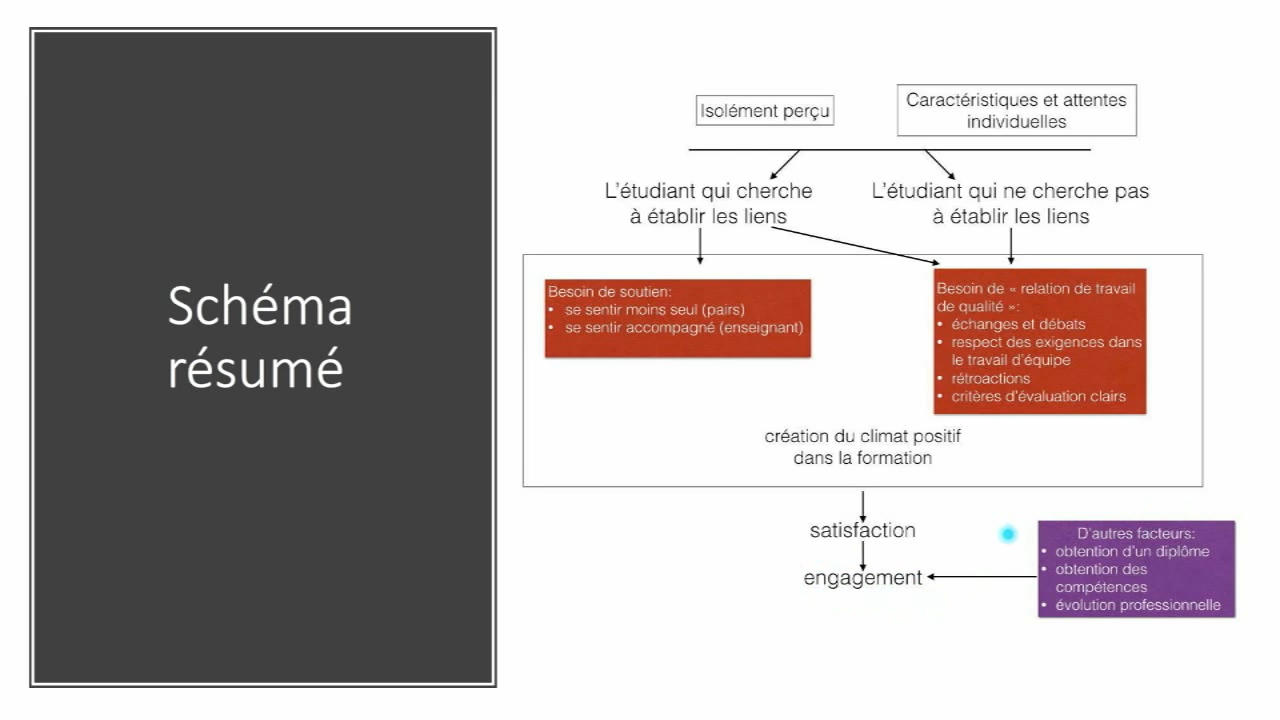 Schéma
résumé
Isolément perçu
Caractéristiques et attentes
individuelles
L'étudiant qui cherche
à établir les liens
L'étudiant qui ne cherche pas
à établir les liens
Besoin de soutien:
• se sentir moins seul (pairs)
• se sentir accompagné (enseignant)
Besoin de « relation de travail
de qualité »:
• échanges et débats
• respect des exigences dans
le travail d'équipe
• rétroactions
• critères d'évaluation clairs
création du climat positif
dans la formation
satisfaction
engagement
D'autres facteurs:
• obtention d'un diplôme
• obtention des
compétences
• évolution professionnelle